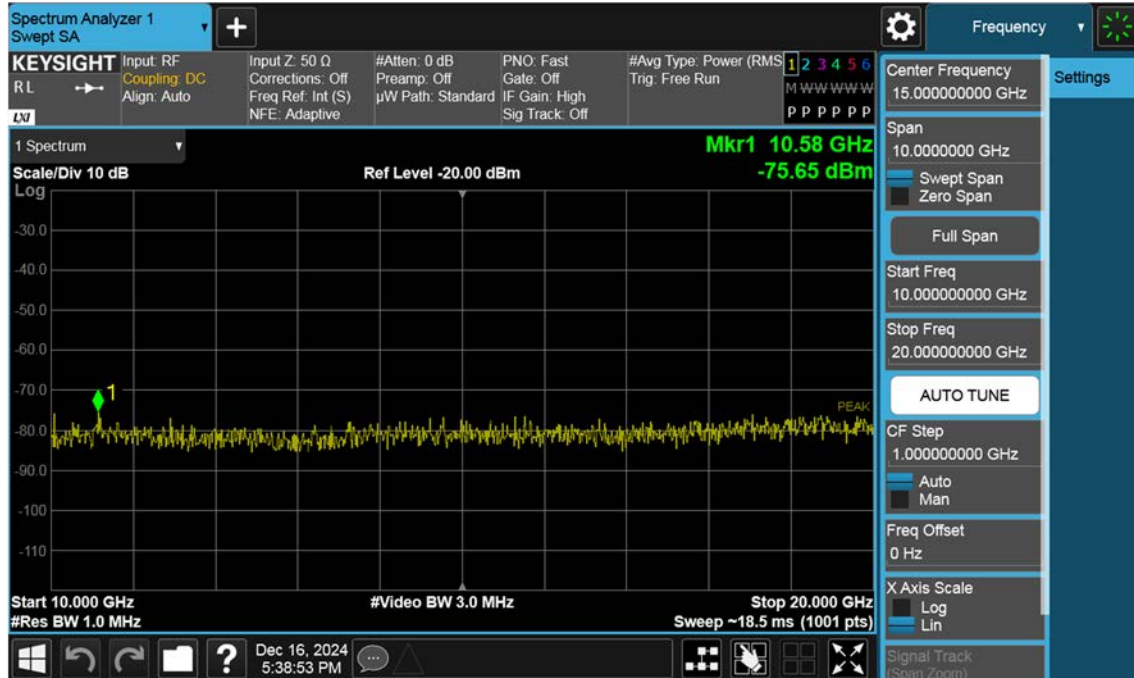 Spectrum Analyzer 1
Swept SA
+
Frequency
KEYSIGHT
R L
LXI
Input: RF
Coupling: DC
Align: Auto
Input Z: 50 Ω
Corrections: Off
Freq Ref: Int (S)
NFE: Adaptive
#Atten: 0 dB
Preamp: Off
µW Path: Standard
PNO: Fast
Gate: Off
IF Gain: High
Sig Track: Off
#Avg Type: Power (RMS
Trig: Free Run
1 2 3 4 5 6
M W W W W W
P P P P P P
Center Frequency
15.000000000 GHz
Settings
1 Spectrum
Mkr1 10.58 GHz
-75.65 dBm
Scale/Div 10 dB
Ref Level -20.00 dBm
Log
-30.0
-40.0
-50.0
-60.0
-70.0
-80.0
-90.0
-100
-110
1
PEAK
Start 10.000 GHz
#Video BW 3.0 MHz
Stop 20.000 GHz
#Res BW 1.0 MHz
Sweep ~18.5 ms (1001 pts)
Span
10.0000000 GHz
Swept Span
Zero Span
Full Span
Start Freq
10.000000000 GHz
Stop Freq
20.000000000 GHz
AUTO TUNE
CF Step
1.000000000 GHz
Auto
Man
Freq Offset
0 Hz
X Axis Scale
Log
Lin
Signal Track
(Span Zoom)
?
Dec 16, 2024
5:38:53 PM